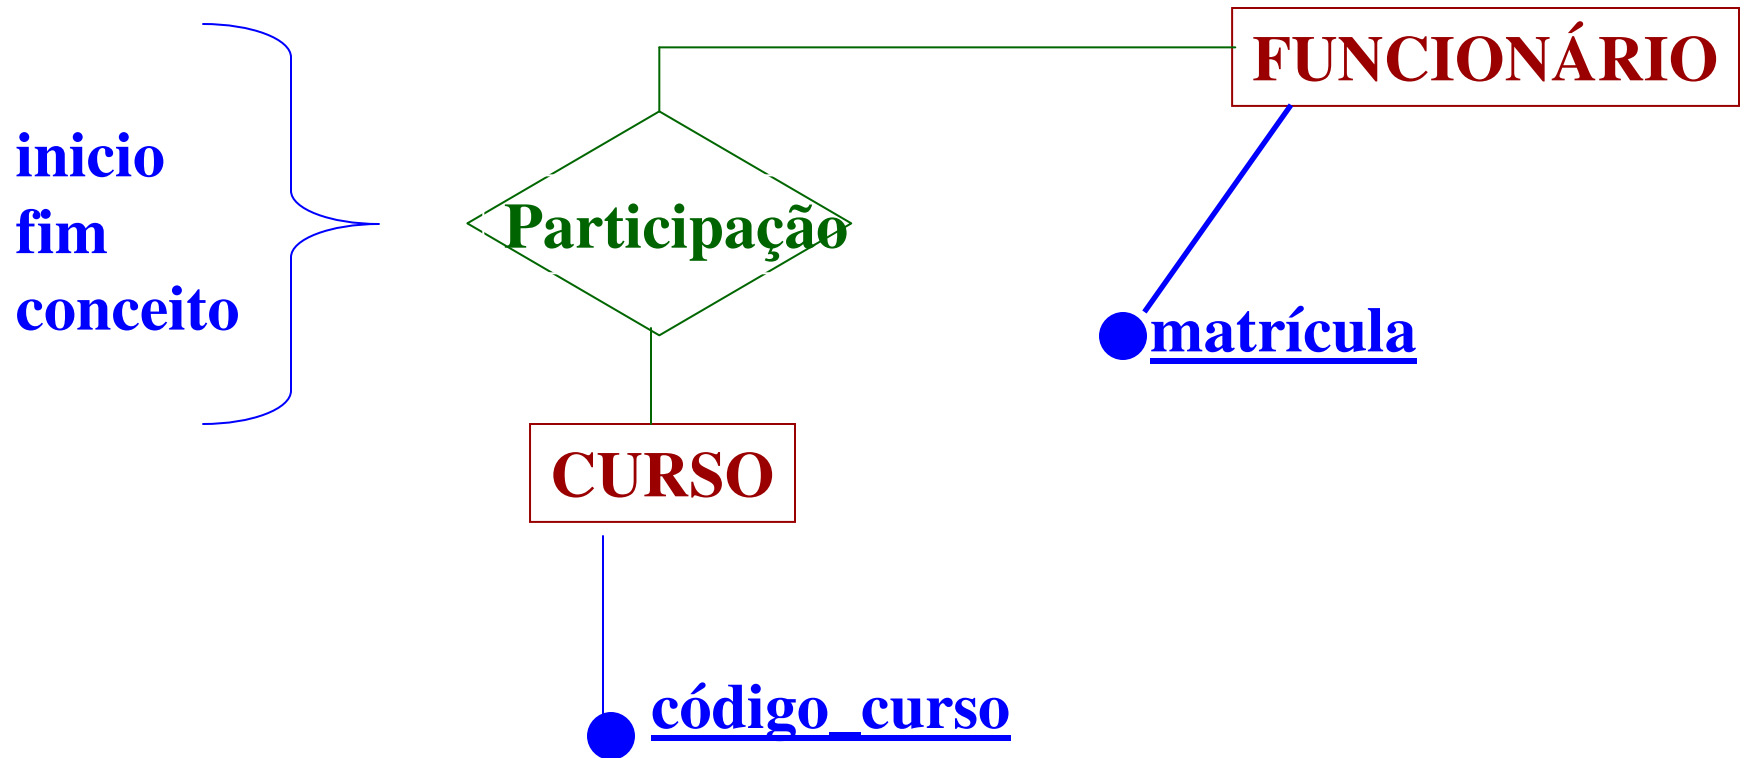 FUNCIONÁRIO
inicio
fim
conceito
Participação
matrícula
CURSO
código_curso